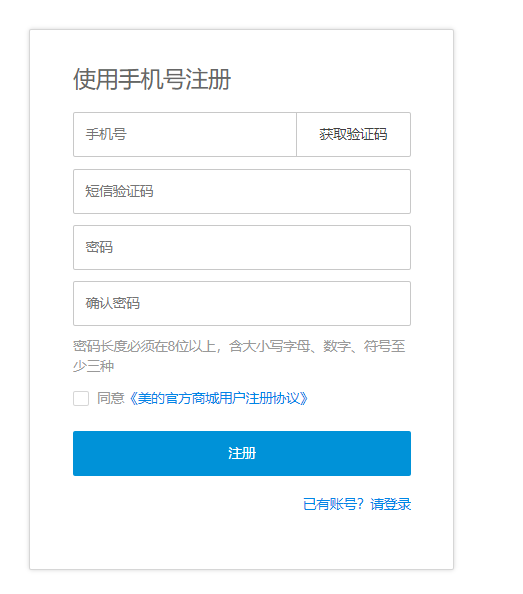 使用手机号注册
手机号 获取验证码
短信验证码
密码
确认密码
密码长度必须在8位以上，含大小写字母、数字、符号至
少三种
同意《美的官方商城用户注册协议》
注册
已有账号？请登录